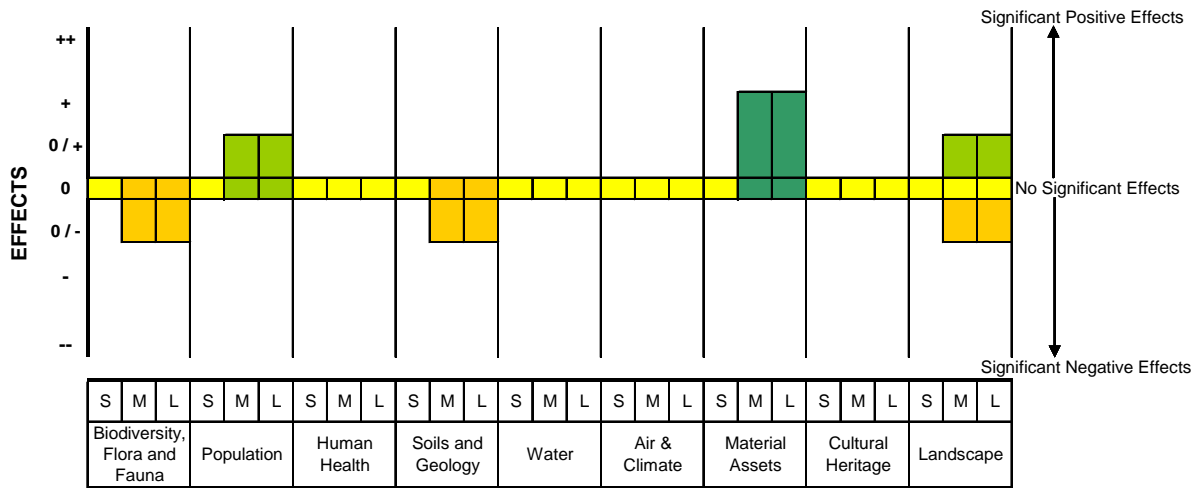 Significant Positive Effects
++
+
0 / +
0
0 / -
-
--
EFFECTS
No Significant Effects
Significant Negative Effects
S M L S M L S M L S M L S M L S M L S M L S M L S M L
Biodiversity,
Flora and
Fauna
Population
Human
Health
Soils and
Geology
Water
Air &
Climate
Material
Assets
Cultural
Heritage
Landscape